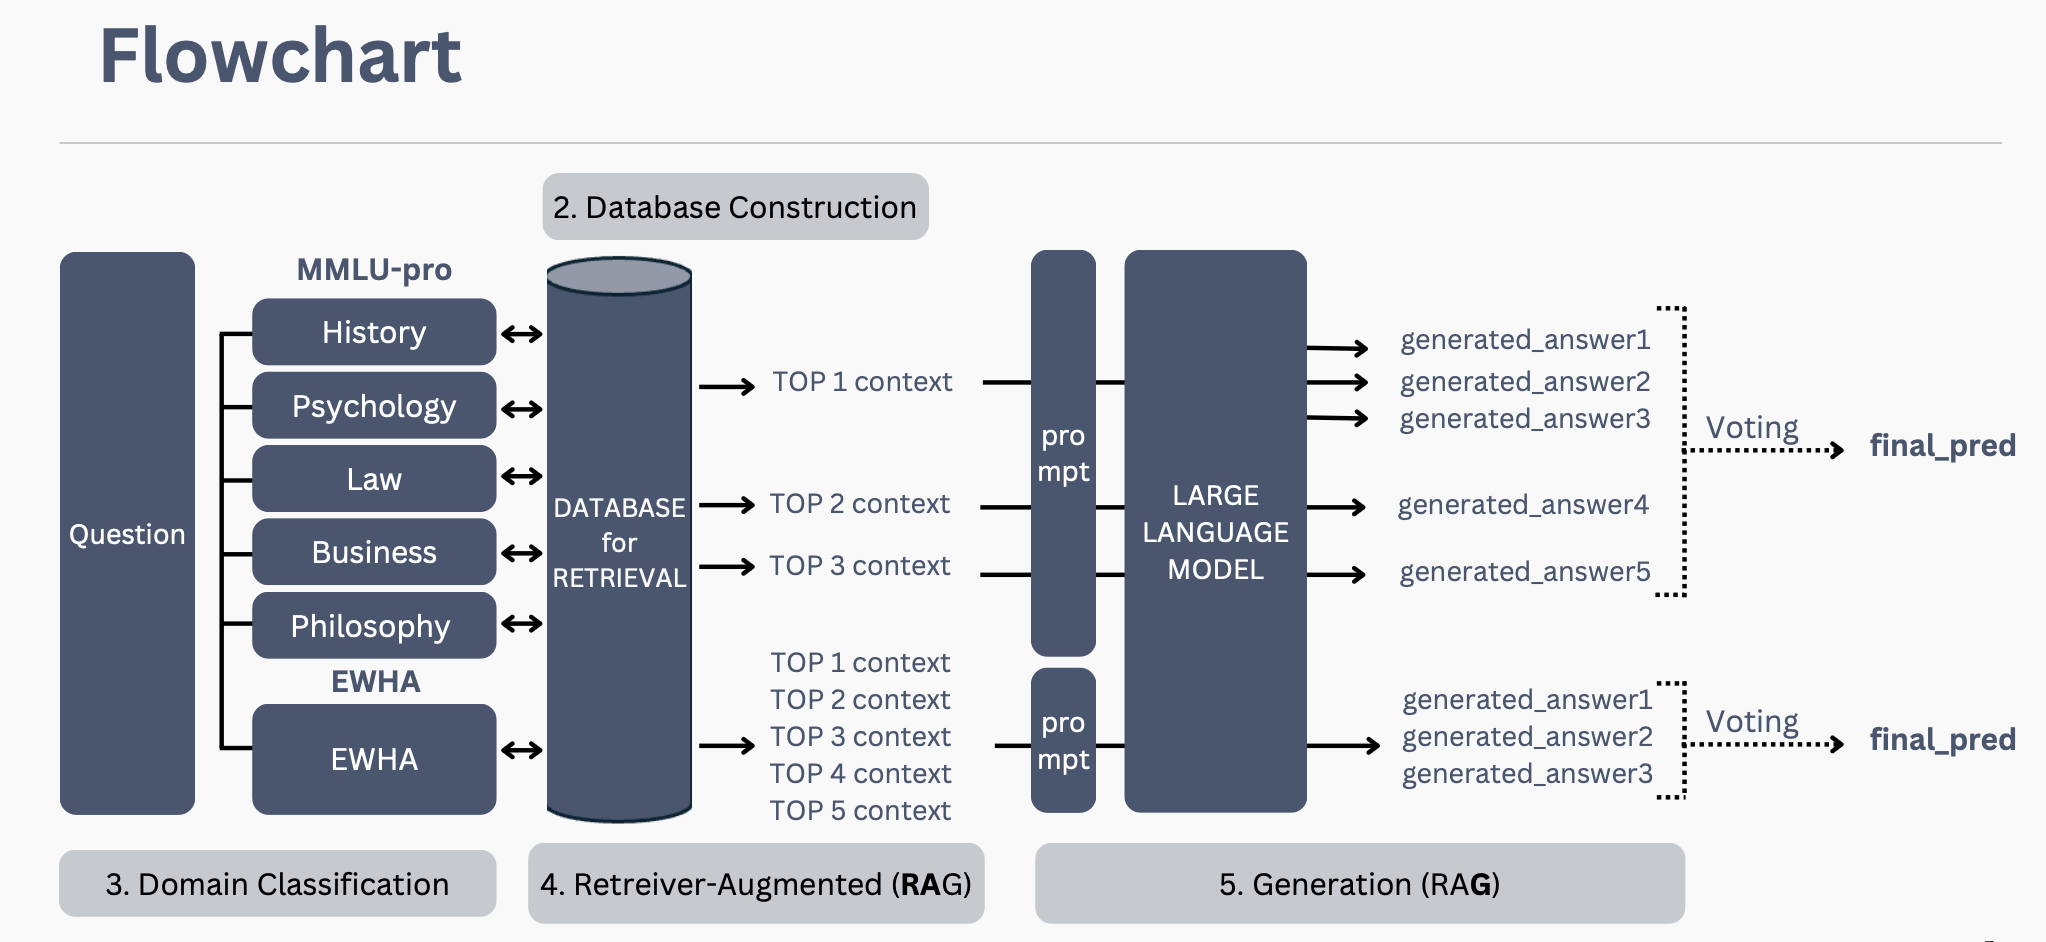 Flowchart
2. Database Construction
Question
MMLU-pro
History
Psychology
Law
Business
Philosophy
EWHA
EWHA
DATABASE
for
RETRIEVAL
TOP 1 context
TOP 2 context
TOP 3 context
TOP 1 context
TOP 2 context
TOP 3 context
TOP 4 context
TOP 5 context
pro
mpt
pro
mpt
LARGE
LANGUAGE
MODEL
generated_answer1
generated_answer2
generated_answer3
generated_answer4
generated_answer5
Voting
final_pred
generated_answer1
generated_answer2
generated_answer3
Voting
final_pred
3. Domain Classification
4. Retreiver-Augmented (RAG)
5. Generation (RAG)